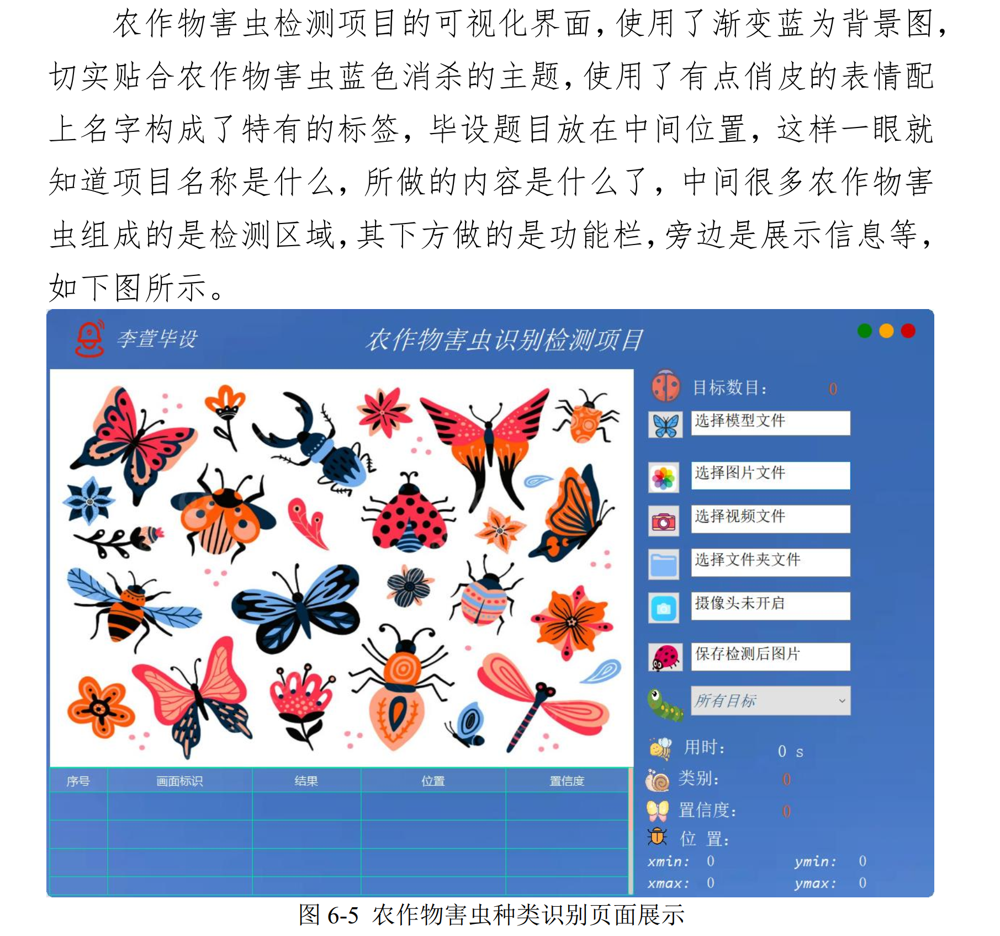 农作物害虫检测项目的可视化界面，使用了渐变蓝为背景图，
切实贴合农作物害虫蓝色消杀的主题，使用了有点俏皮的表情配
上名字构成了特有的标签，毕设题目放在中间位置，这样一眼就
知道项目名称是什么，所做的内容是什么了，中间很多农作物害
虫组成的是检测区域，其下方做的是功能栏，旁边是展示信息等，
如下图所示。
李萱毕设
农作物害虫识别检测项目
目标数目： 0
选择模型文件
选择图片文件
选择视频文件
选择文件夹文件
摄像头未开启
保存检测后图片
所有目标
用时： 0 s
类别： 0
置信度： 0
位 置：
xmin: 0 ymin: 0
xmax: 0 ymax: 0
序号 画面标识 结果 位置 置信度
图 6-5 农作物害虫种类识别页面展示